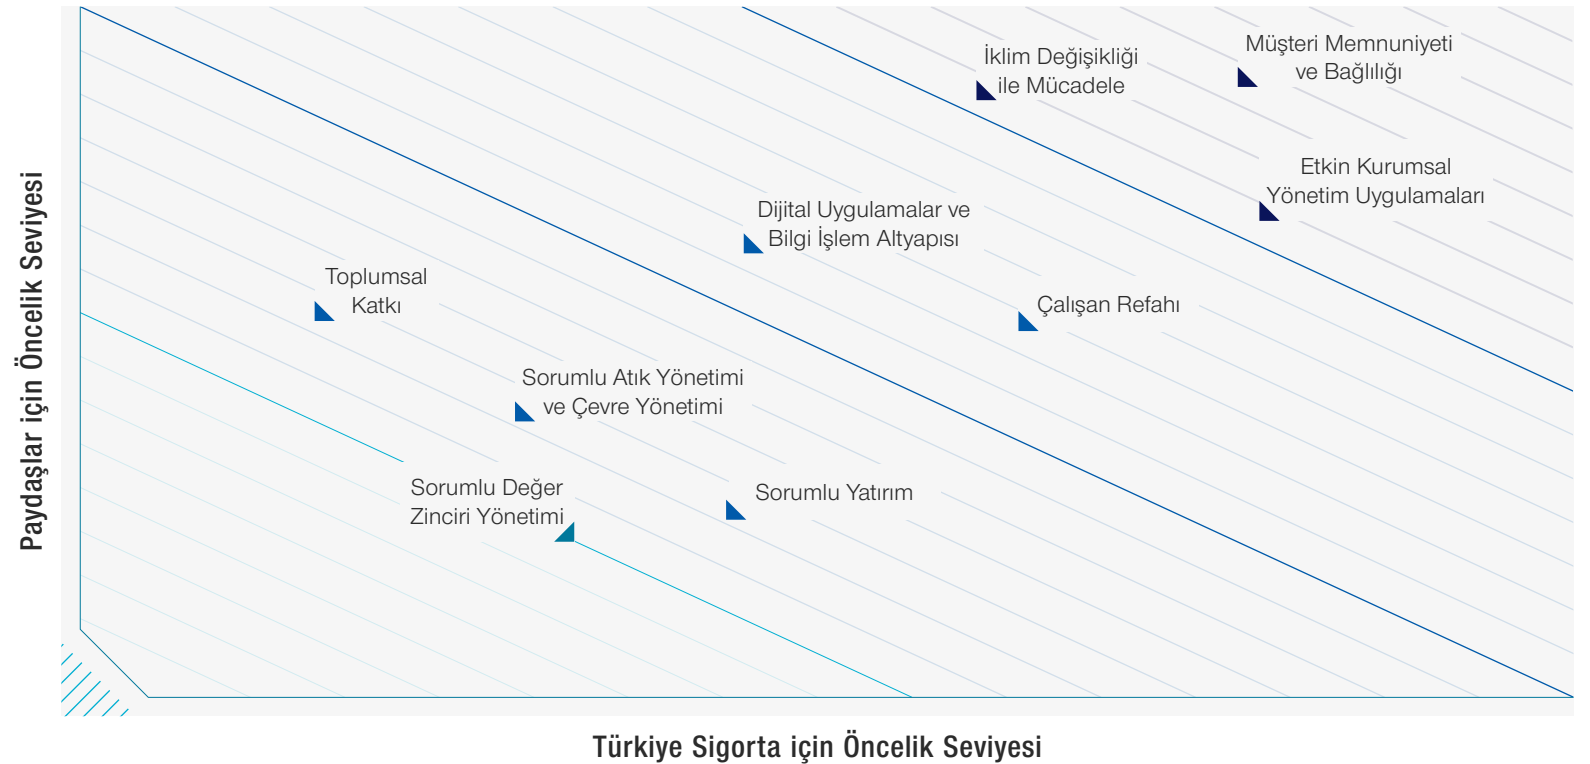 Paydaşlar için Öncelik Seviyesi
İklim Değişikliği
ile Mücadele
Müşteri Memnuniyeti
ve Bağlılığı
Etkin Kurumsal
Yönetim Uygulamaları
Dijital Uygulamalar ve
Bilgi İşlem Altyapısı
Toplumsal
Katkı
Çalışan Refahı
Sorumlu Atık Yönetimi
ve Çevre Yönetimi
Sorumlu Değer
Zinciri Yönetimi
Sorumlu Yatırım
Türkiye Sigorta için Öncelik Seviyesi